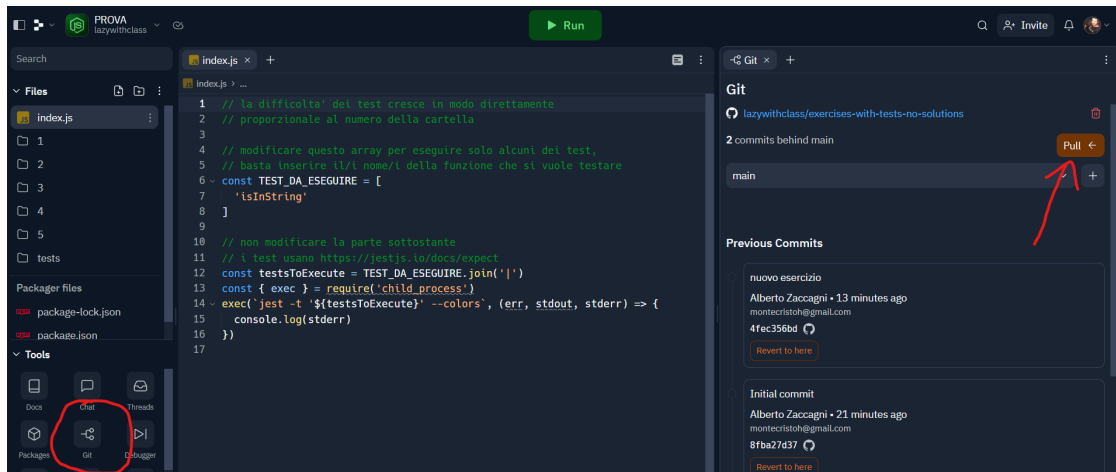 PROVA
lazywithclass
Run
Invite
Search
Files
index.js
1
2
3
4
5
tests
Packager files
package-lock.json
package.json
Tools
Docs
Chat
Threads
Packages
Git
Debugger
index.js
index.js > ...
1 // la difficolta' dei test cresce in modo direttamente
2 // proporzionale al numero della cartella
3
4 // modificare questo array per eseguire solo alcuni dei test,
5 // basta inserire il/i nome/i della funzione che si vuole testare
6 const TEST_DA_ESEGUIRE = [
7 'isInString'
8 ]
9
10 // non modificare la parte sottostante
11 // i test usano https://jestjs.io/docs/expect
12 const testsToExecute = TEST_DA_ESEGUIRE.join('|')
13 const { exec } = require('child_process')
14 exec(`jest -t '${testsToExecute}' --colors`, (err, stdout, stderr) => {
15 console.log(stderr)
16 })
17
Git
Git
lazywithclass/exercises-with-tests-no-solutions
2 commits behind main
Pull
main
Previous Commits
nuovo esercizio
Alberto Zaccagni • 13 minutes ago
montecristoh@gmail.com
4fec356bd
Revert to here
Initial commit
Alberto Zaccagni • 21 minutes ago
montecristoh@gmail.com
8fba27d37
Revert to here